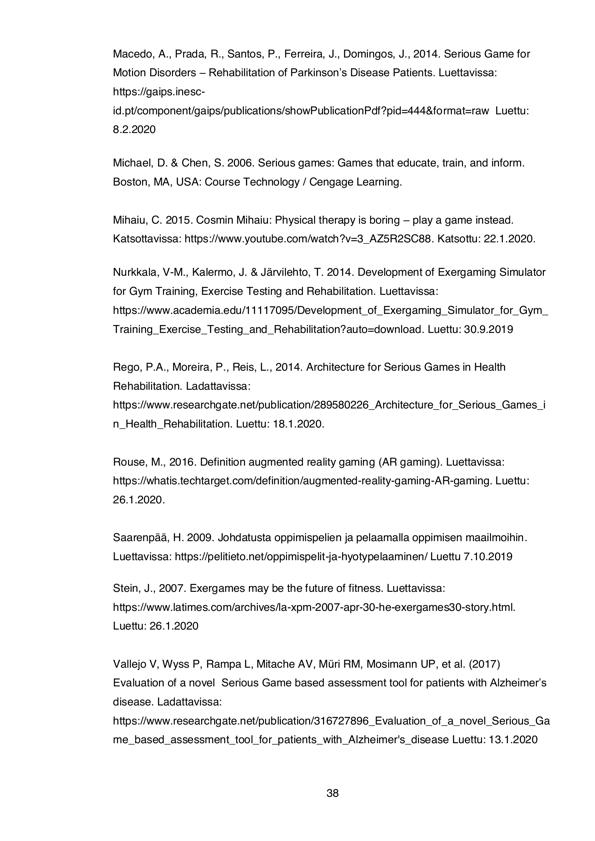 Macedo, A., Prada, R., Santos, P., Ferreira, J., Domingos, J., 2014. Serious Game for
Motion Disorders – Rehabilitation of Parkinson's Disease Patients. Luettavissa:
https://gaips.inesc-
id.pt/component/gaips/publications/showPublicationPdf?pid=444&format=raw  Luettu:
8.2.2020
Michael, D. & Chen, S. 2006. Serious games: Games that educate, train, and inform.
Boston, MA, USA: Course Technology / Cengage Learning.
Mihaiu, C. 2015. Cosmin Mihaiu: Physical therapy is boring – play a game instead.
Katsottavissa: https://www.youtube.com/watch?v=3_AZ5R2SC88. Katsottu: 22.1.2020.
Nurkkala, V-M., Kalermo, J. & Järvilehto, T. 2014. Development of Exergaming Simulator
for Gym Training, Exercise Testing and Rehabilitation. Luettavissa:
https://www.academia.edu/11117095/Development_of_Exergaming_Simulator_for_Gym_
Training_Exercise_Testing_and_Rehabilitation?auto=download. Luettu: 30.9.2019
Rego, P.A., Moreira, P., Reis, L., 2014. Architecture for Serious Games in Health
Rehabilitation. Ladattavissa:
https://www.researchgate.net/publication/289580226_Architecture_for_Serious_Games_i
n_Health_Rehabilitation. Luettu: 18.1.2020.
Rouse, M., 2016. Definition augmented reality gaming (AR gaming). Luettavissa:
https://whatis.techtarget.com/definition/augmented-reality-gaming-AR-gaming. Luettu:
26.1.2020.
Saarenpää, H. 2009. Johdatusta oppimispelien ja pelaamalla oppimisen maailmoihin.
Luettavissa: https://pelitieto.net/oppimispelit-ja-hyotypelaaminen/ Luettu 7.10.2019
Stein, J., 2007. Exergames may be the future of fitness. Luettavissa:
https://www.latimes.com/archives/la-xpm-2007-apr-30-he-exergames30-story.html.
Luettu: 26.1.2020
Vallejo V, Wyss P, Rampa L, Mitache AV, Müri RM, Mosimann UP, et al. (2017)
Evaluation of a novel  Serious Game based assessment tool for patients with Alzheimer's
disease. Ladattavissa:
https://www.researchgate.net/publication/316727896_Evaluation_of_a_novel_Serious_Ga
me_based_assessment_tool_for_patients_with_Alzheimer's_disease Luettu: 13.1.2020
38